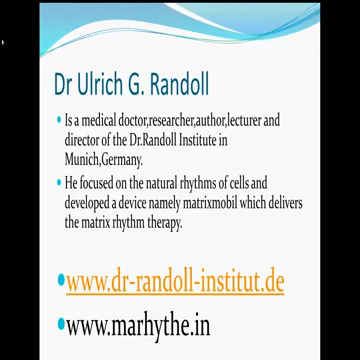 Dr Ulrich G. Randoll
Is a medical doctor,researcher,author,lecturer and
director of the Dr.Randoll Institute in
Munich,Germany.
He focused on the natural rhythms of cells and
developed a device namely matrixmobil which delivers
the matrix rhythm therapy.
www.dr-randoll-institut.de
www.marhythe.in